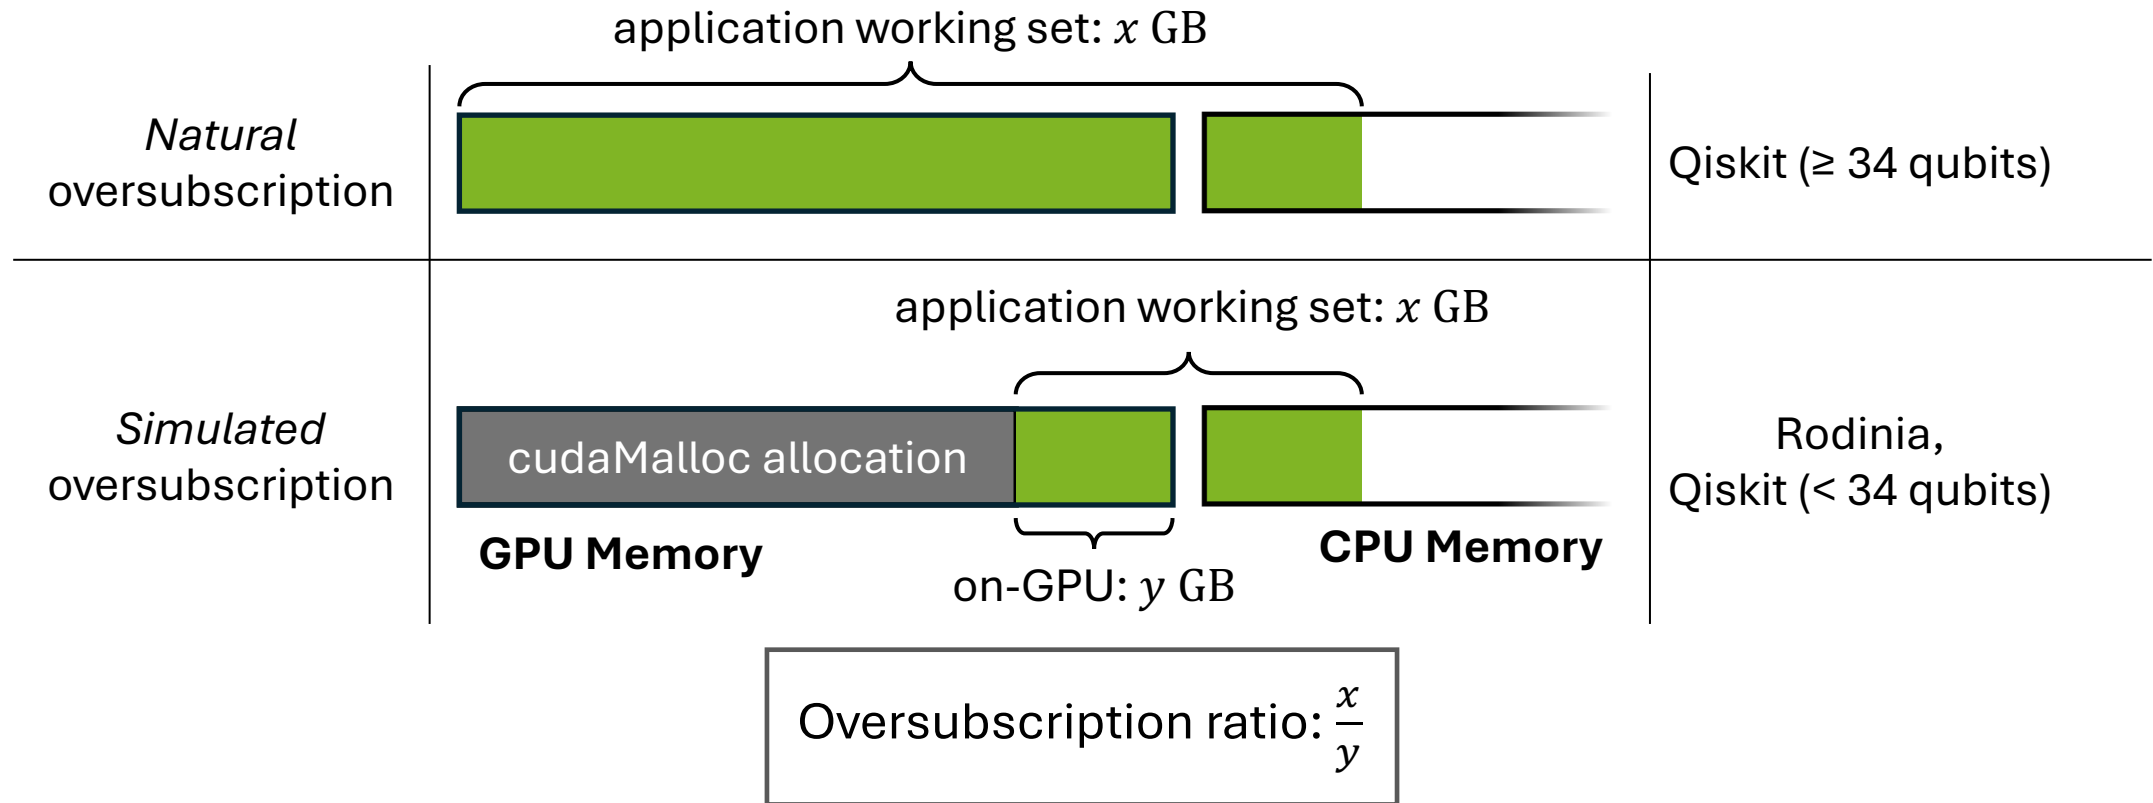 application working set: x GB
Natural
oversubscription
Qiskit (≥ 34 qubits)
application working set: x GB
Simulated
oversubscription
cudaMalloc allocation
Rodinia,
Qiskit (< 34 qubits)
GPU Memory
CPU Memory
on-GPU: y GB
Oversubscription ratio: x/y